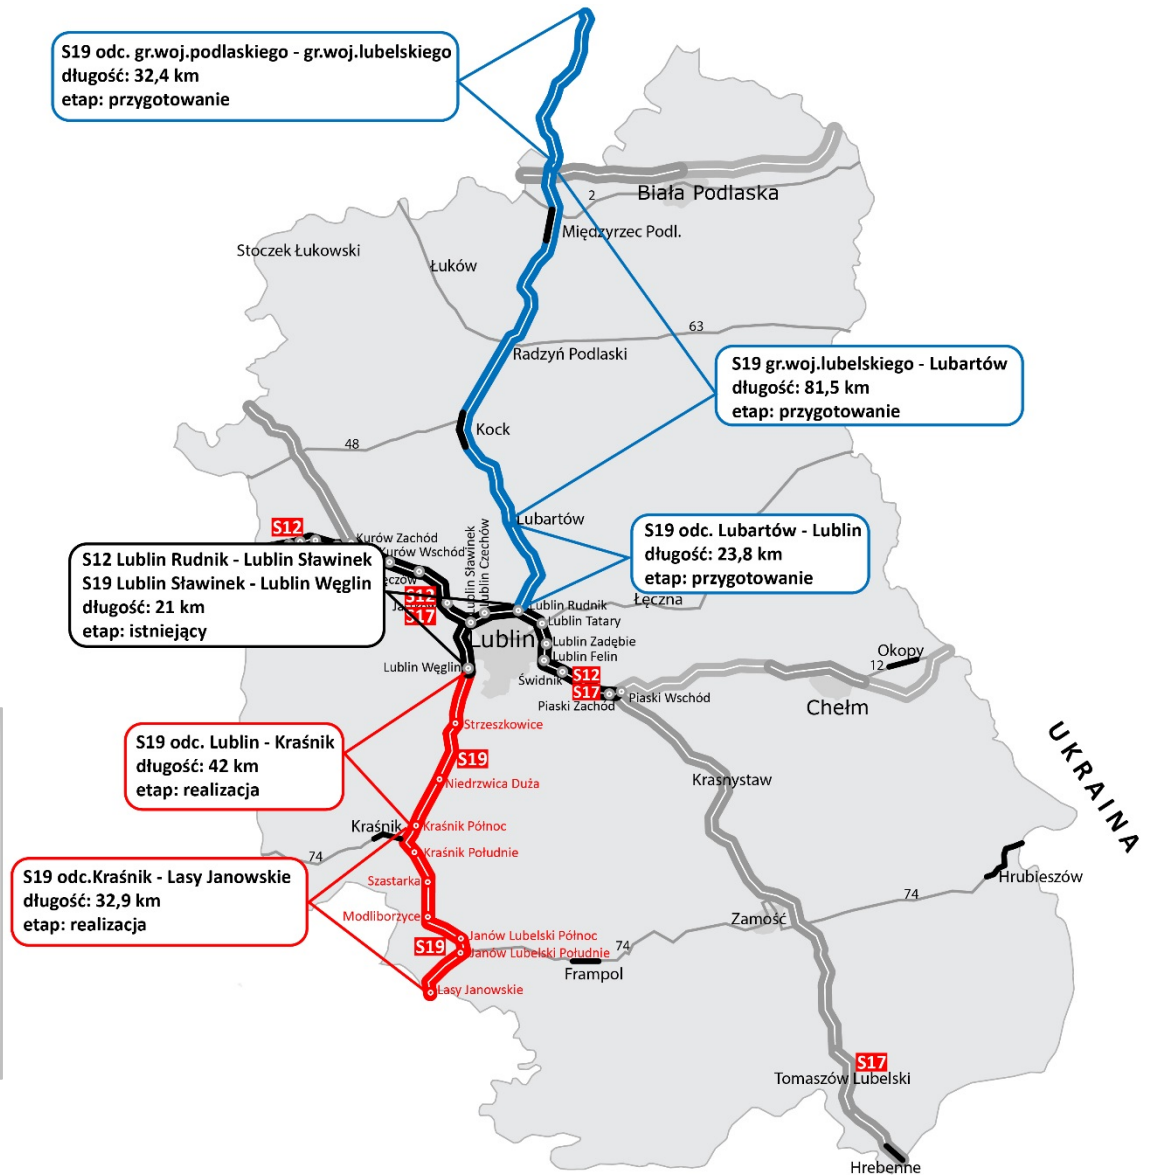 S19 odc. gr.woj.podlaskiego - gr.woj.lubelskiego
długość: 32,4 km
etap: przygotowanie
Biała Podlaska
2
Międzyrzec Podl.
Stoczek Łukowski
Łuków
63
Radzyń Podlaski
S19 gr.woj.lubelskiego - Lubartów
długość: 81,5 km
etap: przygotowanie
Kock
48
Lubartów
S12
Kurów Zachód
Kurów Wschód
Lublin Sławinek
Lublin Czechów
S19 odc. Lubartów - Lublin
długość: 23,8 km
etap: przygotowanie
S12 Lublin Rudnik - Lublin Sławinek
S19 Lublin Sławinek - Lublin Węglin
długość: 21 km
etap: istniejący
S12
S17
Lublin Rudnik
Łęczna
Lublin Tatary
Lublin
Lublin Zadębie
Lublin Felin
Lublin Węglin
Świdnik
S12
S17
Piaski Zachód
Piaski Wschód
Okopy
12
Chełm
UKRAINA
Strzeszkowice
S19 odc. Lublin - Kraśnik
długość: 42 km
etap: realizacja
S19
Niedrzwica Duża
Krasnystaw
Kraśnik
Kraśnik Północ
74
Kraśnik Południe
S19 odc.Kraśnik - Lasy Janowskie
długość: 32,9 km
etap: realizacja
Szastarka
Hrubieszów
74
Modliborzyce
Zamość
Janów Lubelski Północ
S19
74
Janów Lubelski Południe
Frampol
Lasy Janowskie
S17
Tomaszów Lubelski
Hrebenne